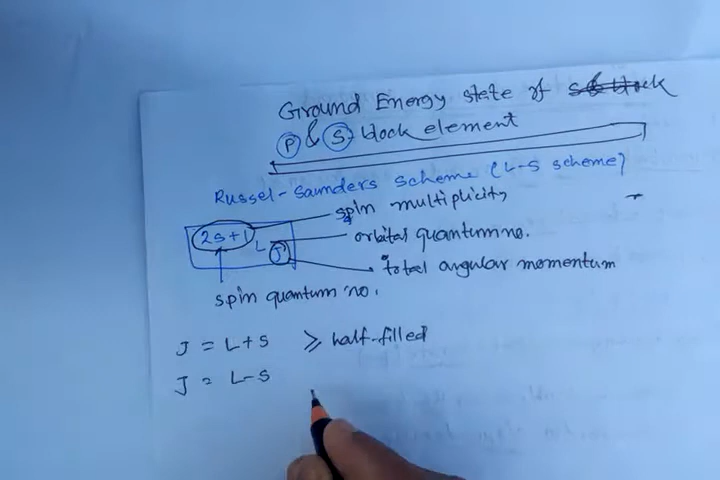 Ground Energy state of
P & S-block element
Russel-Saunders scheme (L-S scheme)
2s+1 L J
spin multiplicity
orbital quantum no.
total angular momentum
spin quantum no.
J = L+S ≥ half-filled
J = L-S